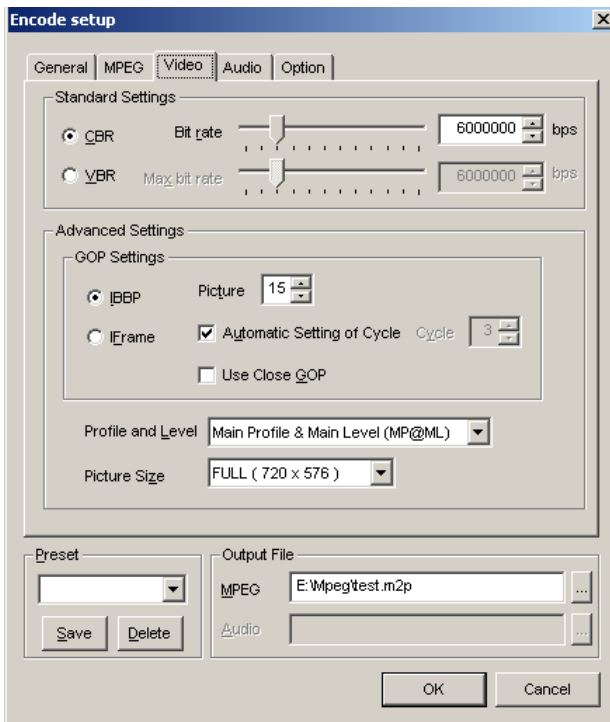 Encode setup
General MPEG Video Audio Option
Standard Settings
CBR Bit rate 6000000 bps
VBR Max bit rate 6000000 bps
Advanced Settings
GOP Settings
IBBP Picture 15
IFrame Automatic Setting of Cycle Cycle 3
Use Close GOP
Profile and Level Main Profile & Main Level (MP@ML)
Picture Size FULL ( 720 x 576 )
Preset Output File
MPEG E:\Mpeg\test.m2p ...
Save Delete Audio ...
OK Cancel